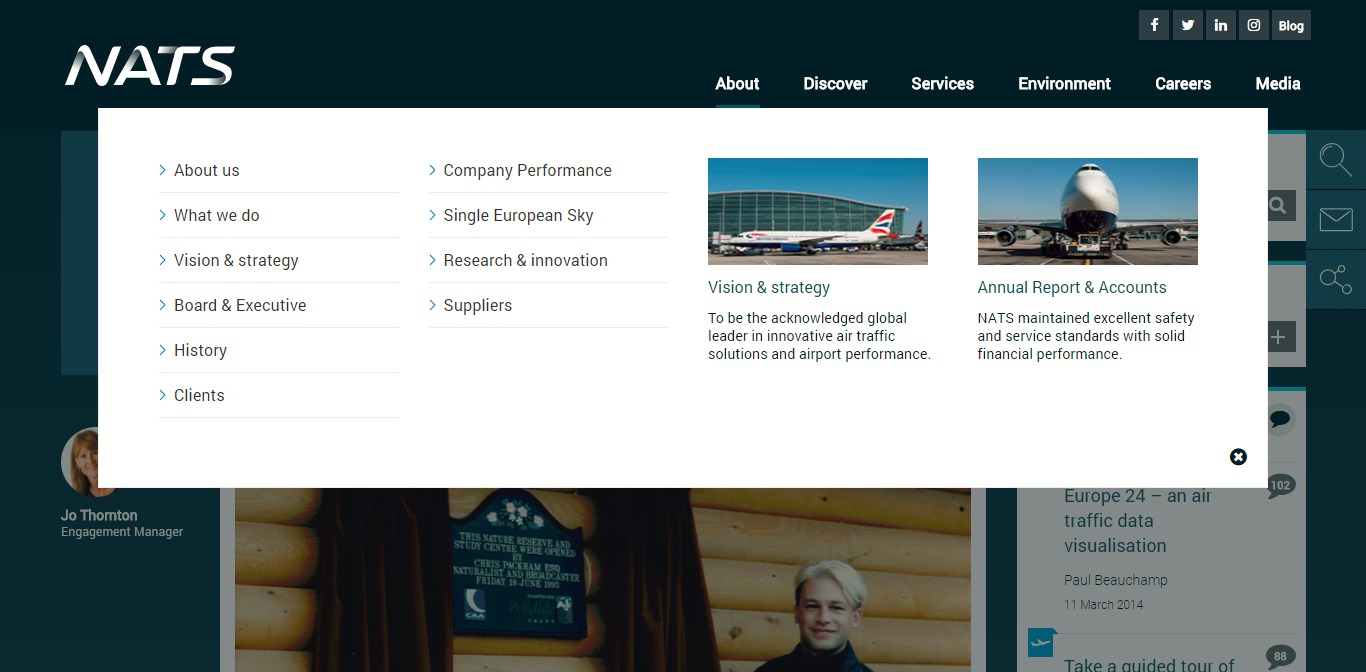 Blog
NATS
About Discover Services Environment Careers Media
About us
What we do
Vision & strategy
Board & Executive
History
Clients
Company Performance
Single European Sky
Research & innovation
Suppliers
Vision & strategy
To be the acknowledged global
leader in innovative air traffic
solutions and airport performance.
Annual Report & Accounts
NATS maintained excellent safety
and service standards with solid
financial performance.
Jo Thornton
Engagement Manager
THIS NATURE RESERVE AND
STUDY CENTRE WERE OPENED
BY
CHRIS PACKHAM ESQ
NATURALIST AND BROADCASTER
FRIDAY 18 JUNE 1993
CAA
Wildlife
TRUST
102
Europe 24 – an air
traffic data
visualisation
Paul Beauchamp
11 March 2014
88
Take a guided tour of